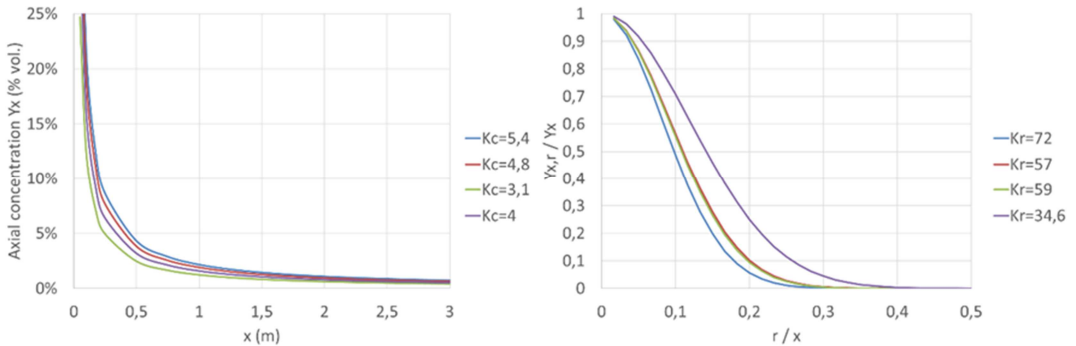 Axial concentration Yx (% vol.)
25%
20%
15%
10%
5%
0%
0 0,5 1 1,5 2 2,5 3
x (m)
Kc=5,4
Kc=4,8
Kc=3,1
Kc=4
Yx,r / Yx
1
0,9
0,8
0,7
0,6
0,5
0,4
0,3
0,2
0,1
0
0 0,1 0,2 0,3 0,4 0,5
r / x
Kr=72
Kr=57
Kr=59
Kr=34,6